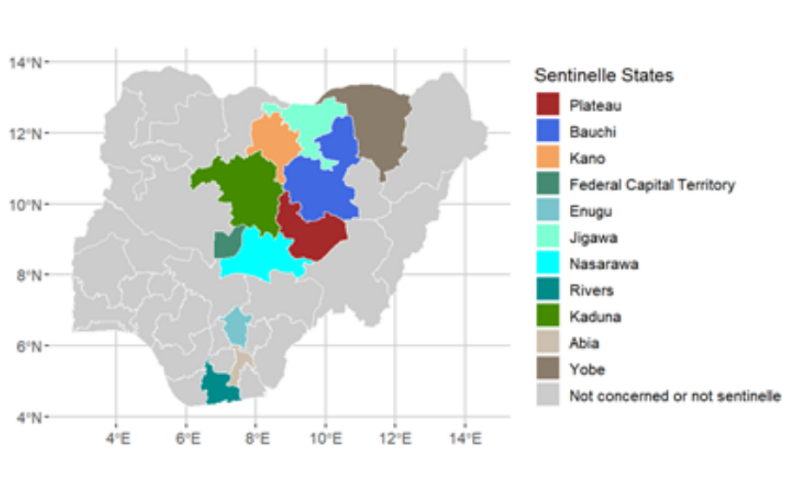 Sentinelle States
Plateau
Bauchi
Kano
Federal Capital Territory
Enugu
Jigawa
Nasarawa
Rivers
Kaduna
Abia
Yobe
Not concerned or not sentinelle
14°N
12°N
10°N
8°N
6°N
4°N
4°E 6°E 8°E 10°E 12°E 14°E